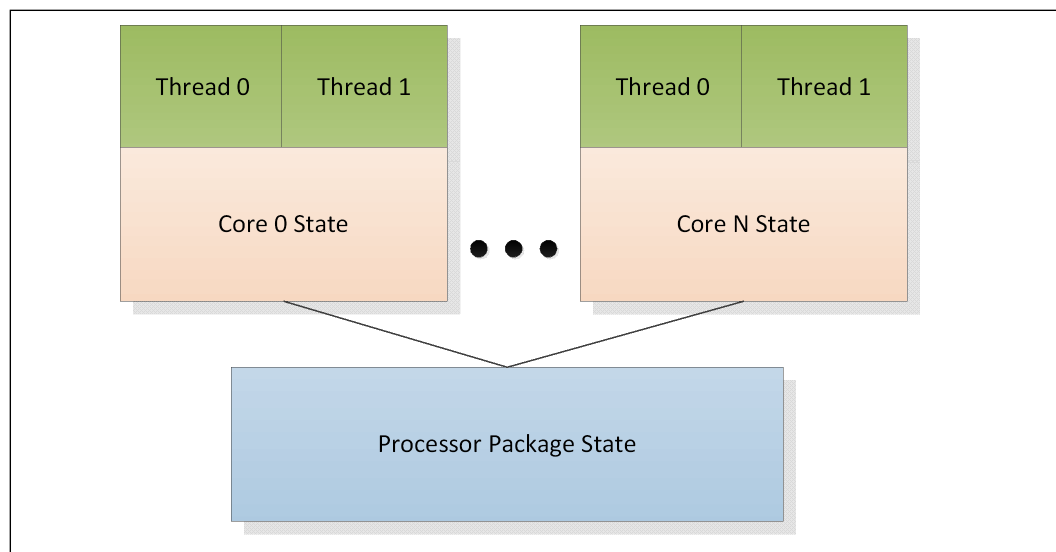 Thread 0 Thread 1 Thread 0 Thread 1
Core 0 State Core N State
Processor Package State